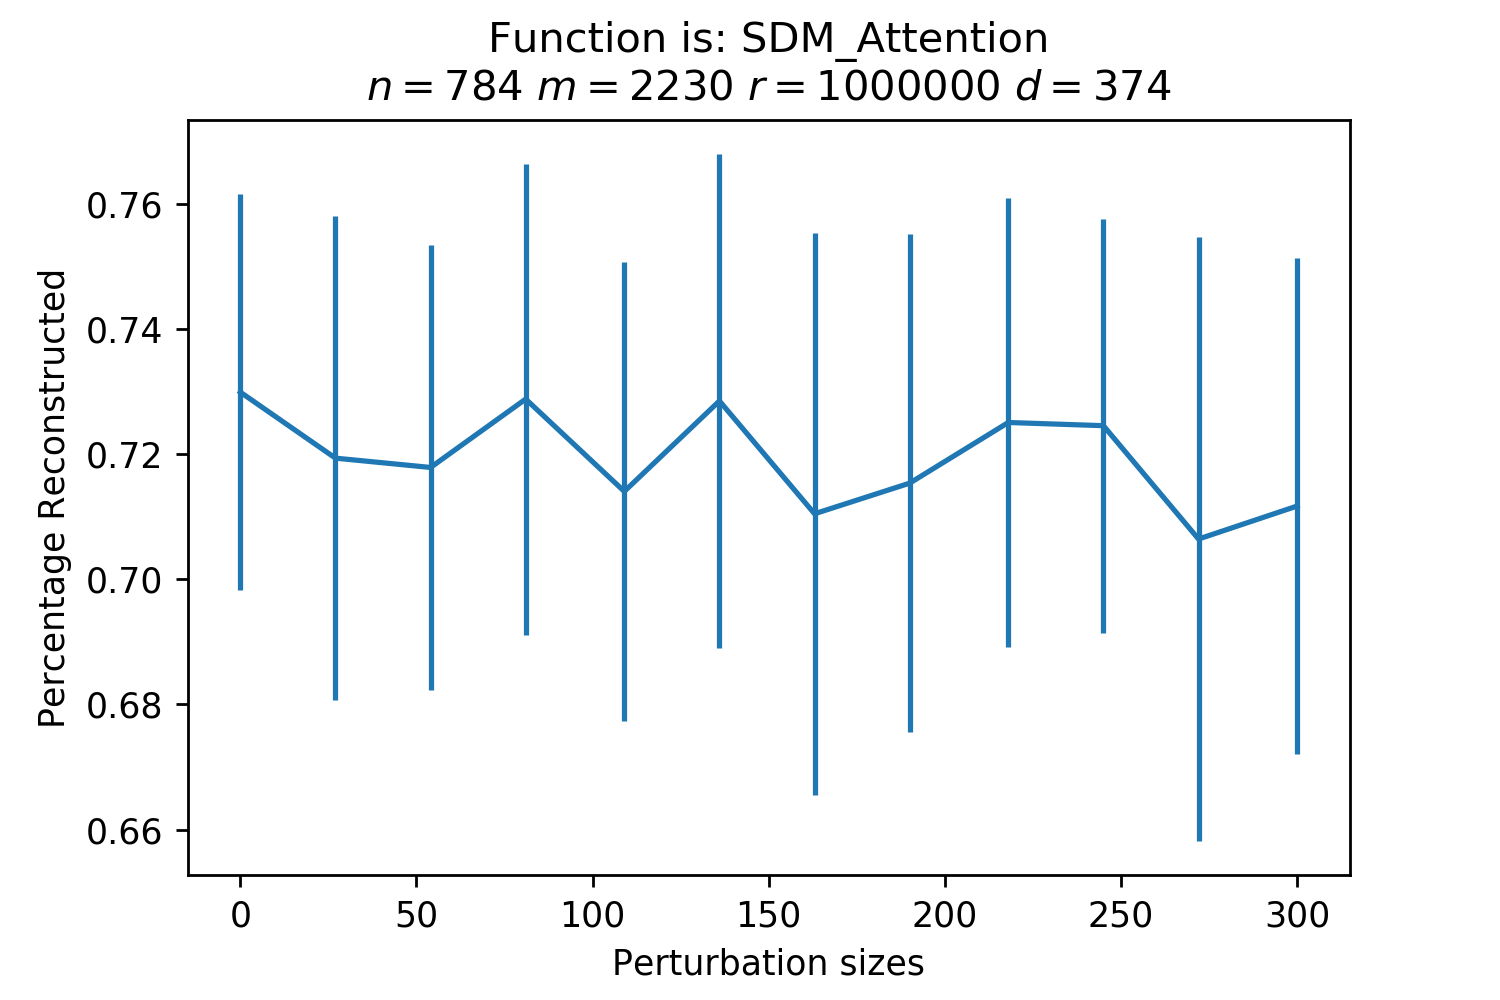 Function is: SDM_Attention
n = 784 m = 2230 r = 1000000 d = 374
Percentage Reconstructed
0.76
0.74
0.72
0.70
0.68
0.66
0 50 100 150 200 250 300
Perturbation sizes